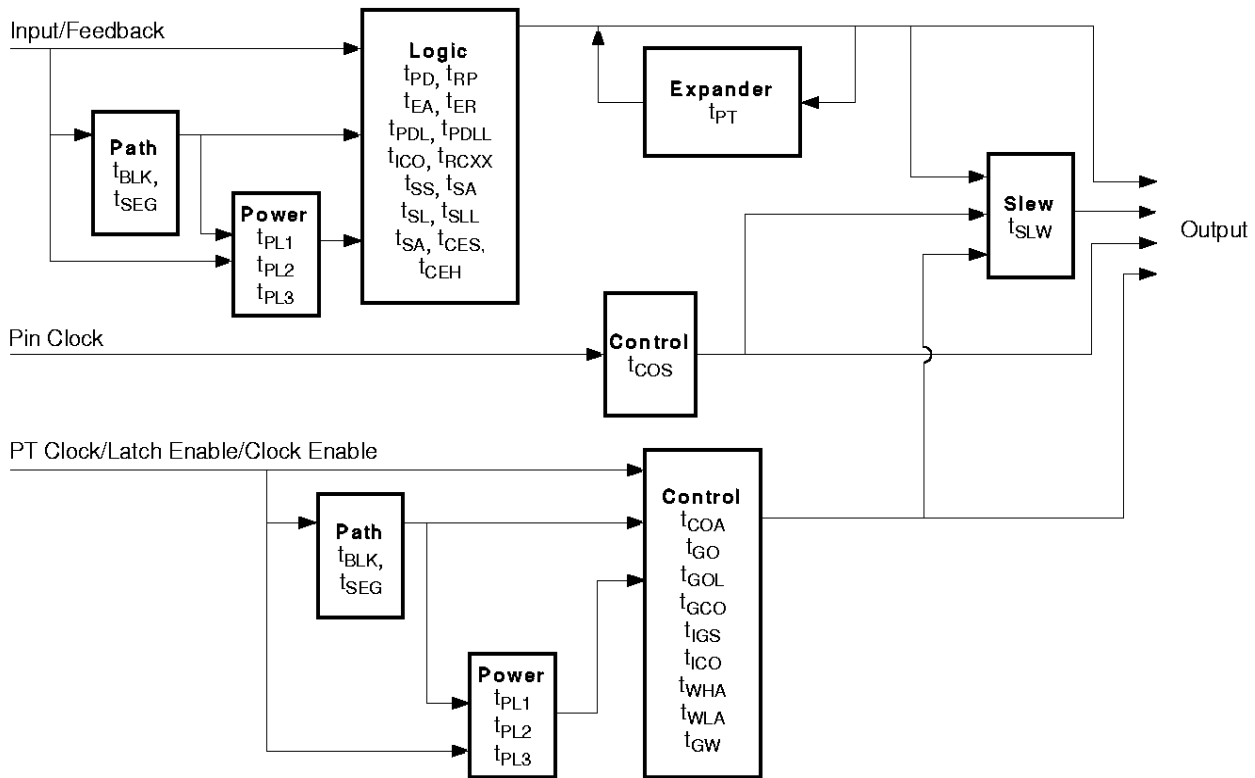 Input/Feedback
Logic
tPD, tRP
tEA, tER
tPDL, tPDLL
tICO, tRCXX
tSS, tSA
tSL, tSLL
tSA, tCES,
tCEH
Expander
tPT
Path
tBLK,
tSEG
Power
tPL1
tPL2
tPL3
Slew
tSLW
Output
Pin Clock
Control
tCOS
PT Clock/Latch Enable/Clock Enable
Path
tBLK,
tSEG
Power
tPL1
tPL2
tPL3
Control
tCOA
tGO
tGOL
tGCO
tIGS
tICO
tWHA
tWLA
tGW